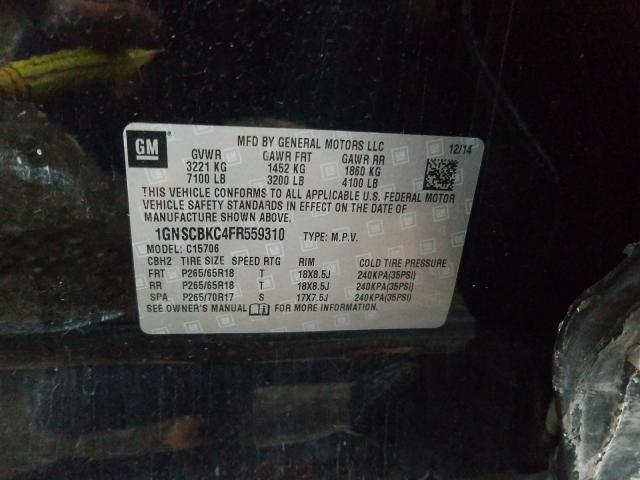 GM
MFD BY GENERAL MOTORS LLC
12/14
GVWR GAWR FRT GAWR RR
3221 KG 1452 KG 1860 KG
7100 LB 3200 LB 4100 LB
THIS VEHICLE CONFORMS TO ALL APPLICABLE U.S. FEDERAL MOTOR
VEHICLE SAFETY STANDARDS IN EFFECT ON THE DATE OF
MANUFACTURE SHOWN ABOVE.
1GNSCBKC4FR559310 TYPE: M.P.V.
MODEL: C15706
CBH2 TIRE SIZE SPEED RTG RIM COLD TIRE PRESSURE
FRT P265/65R18 T 18X8.5J 240KPA(35PSI)
RR P265/65R18 T 18X8.5J 240KPA(35PSI)
SPA P265/70R17 S 17X7.5J 240KPA(35PSI)
SEE OWNER'S MANUAL FOR MORE INFORMATION.